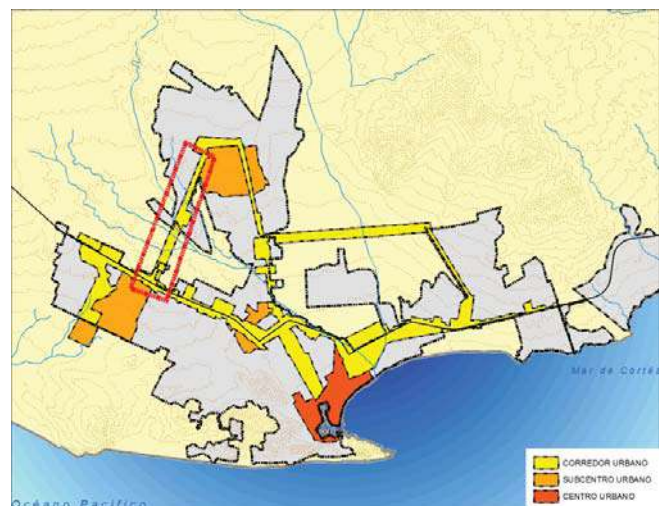 Mar de Cortés
CORREDOR URBANO
SUBCENTRO URBANO
CENTRO URBANO
Océano Pacífico